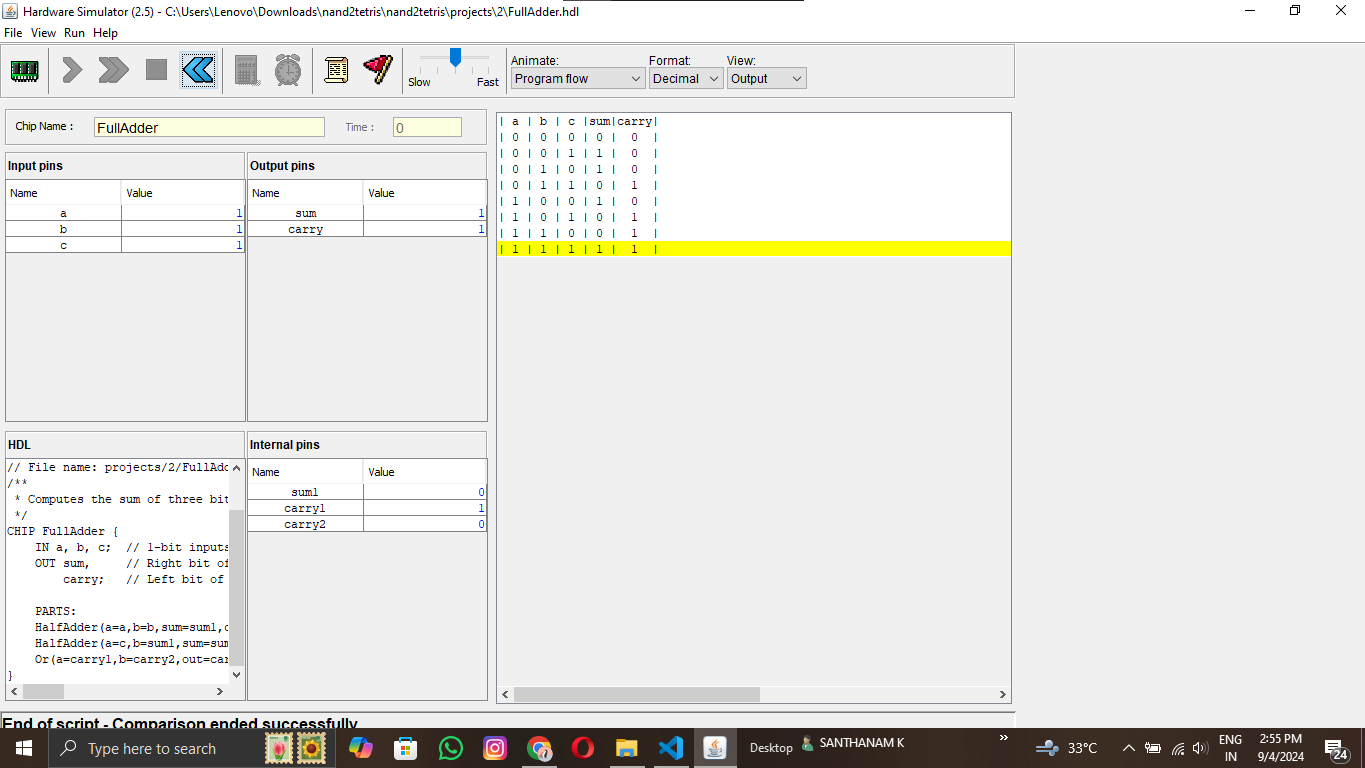 Hardware Simulator (2.5) - C:\Users\Lenovo\Downloads\nand2tetris\nand2tetris\projects\2\FullAdder.hdl
File View Run Help
Animate: Format: View:
Slow Fast Program flow Decimal Output
Chip Name : FullAdder Time : 0
Input pins
Name Value
a 1
b 1
c 1
Output pins
Name Value
sum 1
carry 1
| a | b | c |sum|carry|
| 0 | 0 | 0 | 0 | 0 |
| 0 | 0 | 1 | 1 | 0 |
| 0 | 1 | 0 | 1 | 0 |
| 0 | 1 | 1 | 0 | 1 |
| 1 | 0 | 0 | 1 | 0 |
| 1 | 0 | 1 | 0 | 1 |
| 1 | 1 | 0 | 0 | 1 |
| 1 | 1 | 1 | 1 | 1 |
HDL
// File name: projects/2/FullAdd
/**
* Computes the sum of three bit
*/
CHIP FullAdder {
IN a, b, c; // 1-bit inputs
OUT sum, // Right bit of
carry; // Left bit of
PARTS:
HalfAdder(a=a,b=b,sum=sum1,c
HalfAdder(a=c,b=sum1,sum=sum
Or(a=carry1,b=carry2,out=car
}
Internal pins
Name Value
sum1 0
carry1 1
carry2 0
End of script - Comparison ended successfully
Type here to search
Desktop
SANTHANAM K
33°C
ENG
IN
2:55 PM
9/4/2024
24